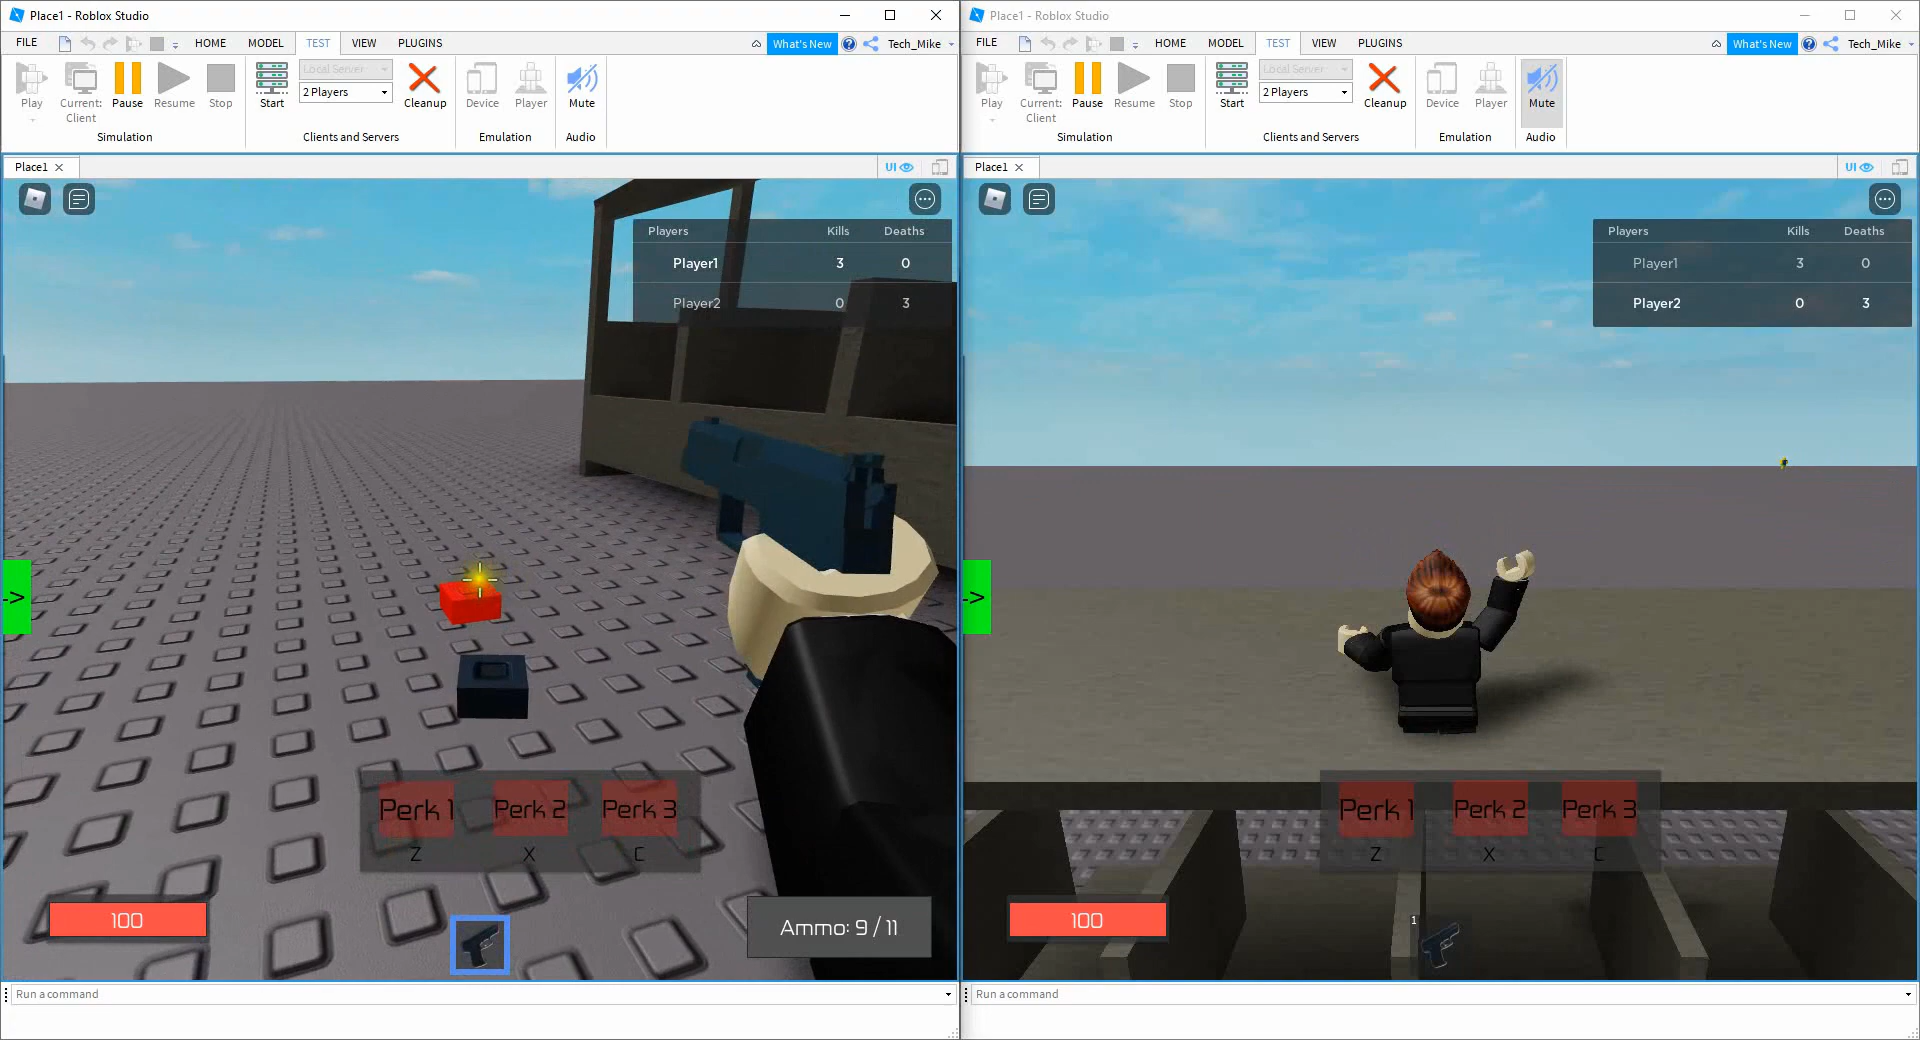 Place1 - Roblox Studio
FILE HOME MODEL TEST VIEW PLUGINS What's New Tech_Mike
Play Current: Client Pause Resume Stop Start Local Server 2 Players Cleanup Device Player Mute
Simulation Clients and Servers Emulation Audio
Place1 UI
Players Kills Deaths
Player1 3 0
Player2 0 3
->
Perk 1 Perk 2 Perk 3
Z X C
100
Ammo: 9 / 11
Run a command
Place1 - Roblox Studio
FILE HOME MODEL TEST VIEW PLUGINS What's New Tech_Mike
Play Current: Client Pause Resume Stop Start Local Server 2 Players Cleanup Device Player Mute
Simulation Clients and Servers Emulation Audio
Place1 UI
Players Kills Deaths
Player1 3 0
Player2 0 3
->
Perk 1 Perk 2 Perk 3
Z X C
100
1
Run a command